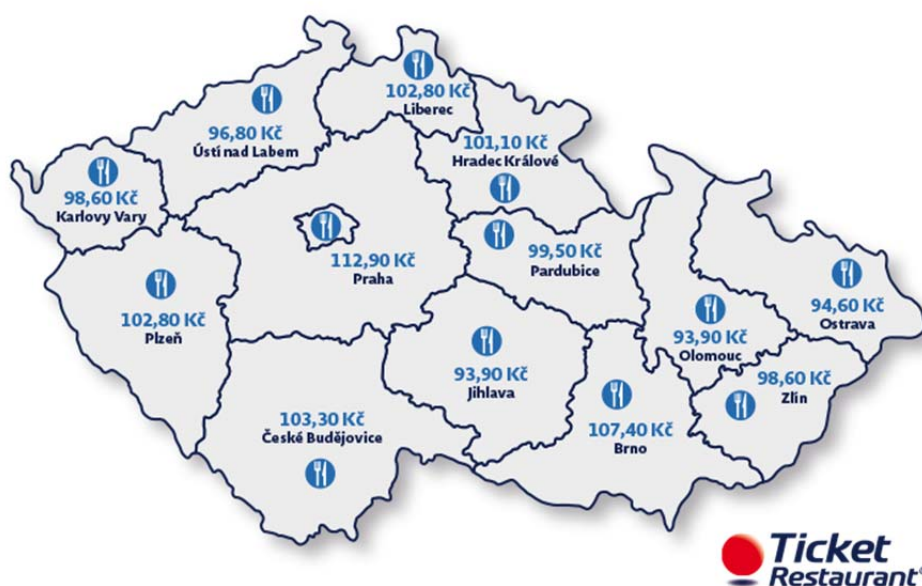 102,80 Kč
Liberec
96,80 Kč
Ústí nad Labem
101,10 Kč
Hradec Králové
98,60 Kč
Karlovy Vary
112,90 Kč
Praha
99,50 Kč
Pardubice
102,80 Kč
Plzeň
94,60 Kč
Ostrava
93,90 Kč
Olomouc
93,90 Kč
Jihlava
98,60 Kč
Zlín
103,30 Kč
České Budějovice
107,40 Kč
Brno
Ticket
Restaurant